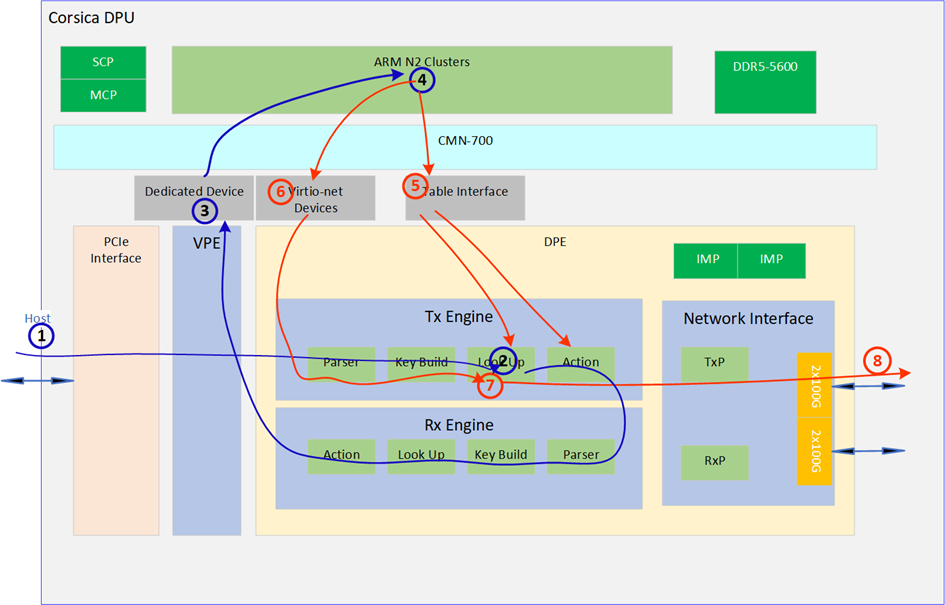 Corsica DPU
SCP
MCP
ARM N2 Clusters
4
DDR5-5600
CMN-700
Dedicated Device
3
6
Virtio-net
Devices
5
Table Interface
PCIe
Interface
VPE
DPE
IMP
IMP
Host
1
Tx Engine
Parser
Key Build
Look Up
2
Action
7
Rx Engine
Action
Look Up
Key Build
Parser
Network Interface
TxP
RxP
2x100G
2x100G
8